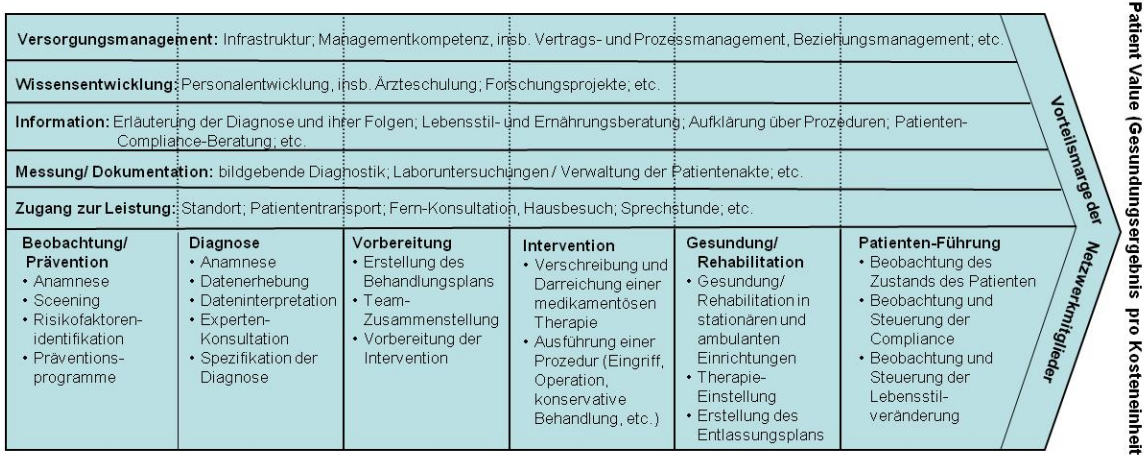 Versorgungsmanagement: Infrastruktur; Managementkompetenz, insb. Vertrags- und Prozessmanagement, Beziehungsmanagement; etc.
Wissensentwicklung: Personalentwicklung, insb. Ärzteschulung; Forschungsprojekte; etc.
Information: Erläuterung der Diagnose und ihrer Folgen; Lebensstil- und Ernährungsberatung; Aufklärung über Prozeduren; Patienten-
Compliance-Beratung; etc.
Messung/ Dokumentation: bildgebende Diagnostik; Laboruntersuchungen / Verwaltung der Patientenakte; etc.
Zugang zur Leistung: Standort; Patiententransport; Fern-Konsultation, Hausbesuch; Sprechstunde; etc.
Beobachtung/
Prävention
• Anamnese
• Sceening
• Risikofaktoren-
identifikation
• Präventions-
programme
Diagnose
• Anamnese
• Datenerhebung
• Dateninterpretation
• Experten-
Konsultation
• Spezifikation der
Diagnose
Vorbereitung
• Erstellung des
Behandlungsplans
• Team-
Zusammenstellung
• Vorbereitung der
Intervention
Intervention
• Verschreibung und
Darreichung einer
medikamentösen
Therapie
• Ausführung einer
Prozedur (Eingriff,
Operation,
konservative
Behandlung, etc.)
Gesundung/
Rehabilitation
• Gesundung/
Rehabilitation in
stationären und
ambulanten
Einrichtungen
• Therapie-
Einstellung
• Erstellung des
Entlassungsplans
Patienten-Führung
• Beobachtung des
Zustands des Patienten
• Beobachtung und
Steuerung der
Compliance
• Beobachtung und
Steuerung der
Lebensstil-
veränderung
Vorteilsmarge der
Netzwerkmitglieder
Patient Value (Gesundungsergebnis pro Kosteneinheit